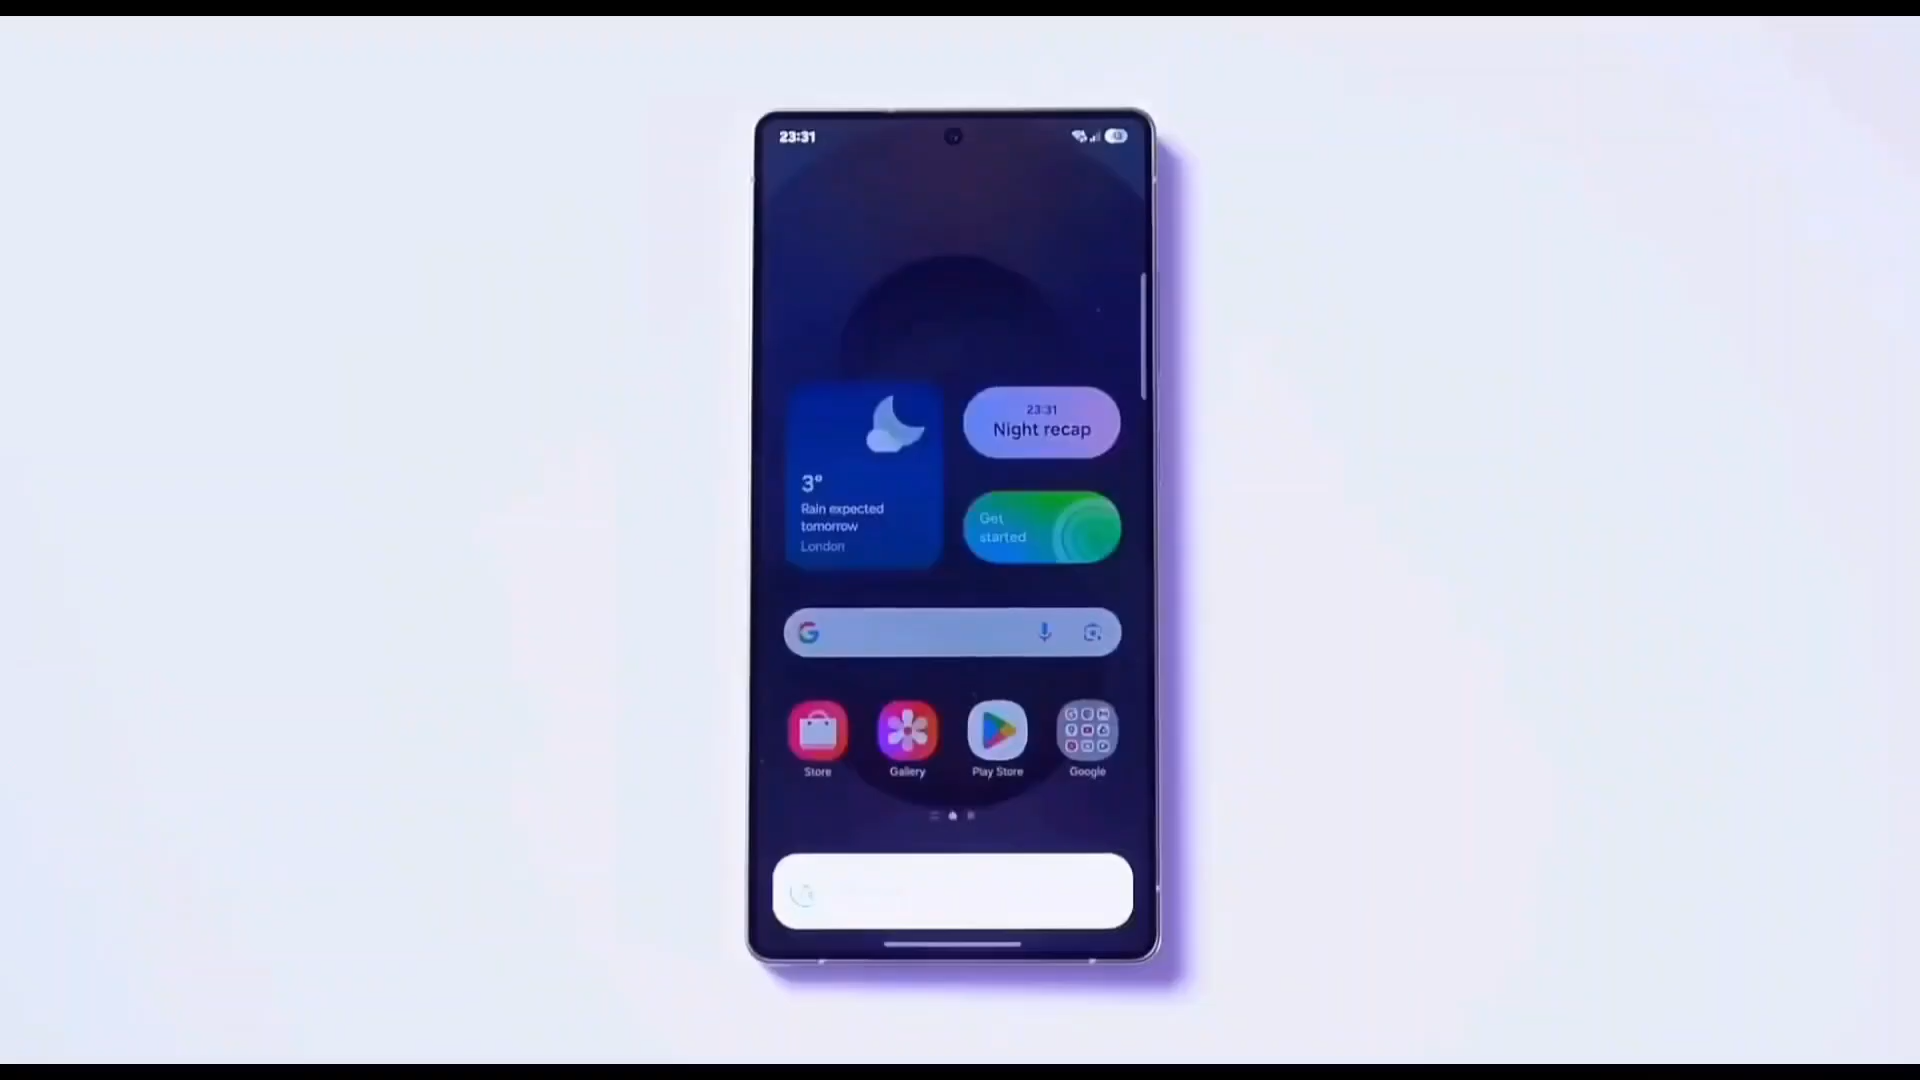 23:31
23:31
Night recap
3°
Rain expected
tomorrow
London
Get
started
Store
Gallery
Play Store
Google